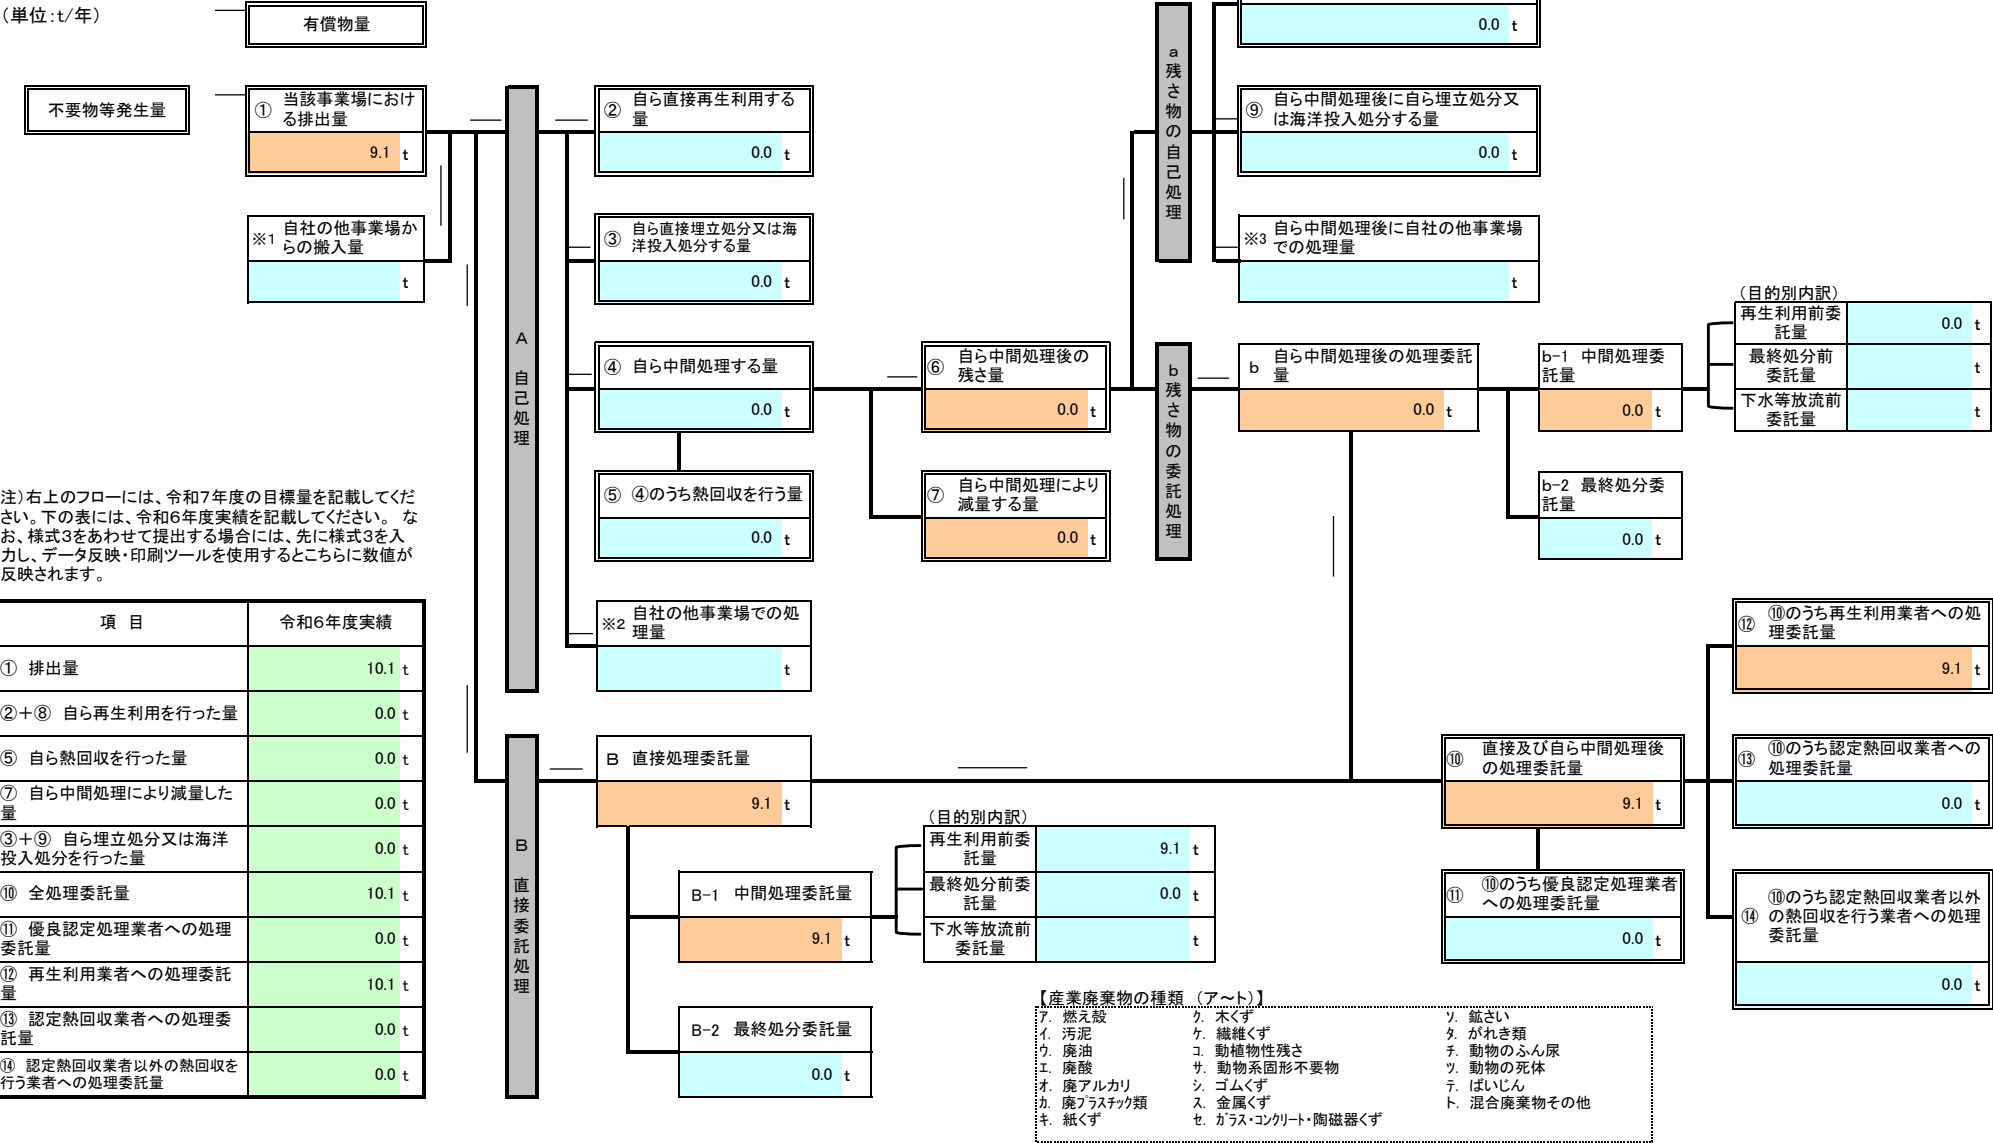 (単位:t/年)
有償物量
0.0 t
不要物等発生量
① 当該事業場におけ
る排出量
9.1 t
※1 自社の他事業場か
らの搬入量
t
A 自己処理
② 自ら直接再生利用する
量
0.0 t
③ 自ら直接埋立処分又は海
洋投入処分する量
0.0 t
④ 自ら中間処理する量
0.0 t
⑤ ④のうち熱回収を行う量
0.0 t
※2 自社の他事業場での処
理量
t
⑥ 自ら中間処理後の
残さ量
0.0 t
⑦ 自ら中間処理により
減量する量
0.0 t
a 残さ物の自己処理
⑨ 自ら中間処理後に自ら埋立処分又
は海洋投入処分する量
0.0 t
※3 自ら中間処理後に自社の他事業場
での処理量
t
b 残さ物の委託処理
b 自ら中間処理後の処理委託
量
0.0 t
b-1 中間処理委
託量
0.0 t
b-2 最終処分委
託量
0.0 t
(目的別内訳)
再生利用前委
託量
0.0 t
最終処分前
委託量
t
下水等放流前
委託量
t
注)右上のフローには、令和7年度の目標量を記載してくだ
さい。下の表には、令和6年度実績を記載してください。 な
お、様式3をあわせて提出する場合には、先に様式3を入
力し、データ反映・印刷ツールを使用するとこちらに数値が
反映されます。
項 目 令和6年度実績
① 排出量 10.1 t
②+⑧ 自ら再生利用を行った量 0.0 t
⑤ 自ら熱回収を行った量 0.0 t
⑦ 自ら中間処理により減量した
量 0.0 t
③+⑨ 自ら埋立処分又は海洋
投入処分を行った量 0.0 t
⑩ 全処理委託量 10.1 t
⑪ 優良認定処理業者への処理
委託量 0.0 t
⑫ 再生利用業者への処理委託
量 10.1 t
⑬ 認定熱回収業者への処理委
託量 0.0 t
⑭ 認定熱回収業者以外の熱回収を
行う業者への処理委託量 0.0 t
B 直接委託処理
B 直接処理委託量
9.1 t
B-1 中間処理委託量
9.1 t
B-2 最終処分委託量
0.0 t
(目的別内訳)
再生利用前委
託量
9.1 t
最終処分前委
託量
0.0 t
下水等放流前
委託量
t
⑩ 直接及び自ら中間処理後
の処理委託量
9.1 t
⑪ ⑩のうち優良認定処理業者
への処理委託量
0.0 t
⑫ ⑩のうち再生利用業者への処
理委託量
9.1 t
⑬ ⑩のうち認定熱回収業者への
処理委託量
0.0 t
⑭ ⑩のうち認定熱回収業者以外
の熱回収を行う業者への処理
委託量
0.0 t
【産業廃棄物の種類 (ア~ト)】
ア. 燃え殻 ク. 木くず ソ. 鉱さい
イ. 汚泥 ケ. 繊維くず タ. がれき類
ウ. 廃油 コ. 動植物性残さ チ. 動物のふん尿
エ. 廃酸 サ. 動物系固形不要物 ツ. 動物の死体
オ. 廃アルカリ シ. ゴムくず テ. ばいじん
カ. 廃プラスチック類 ス. 金属くず ト. 混合廃棄物その他
キ. 紙くず セ. ガラス・コンクリート・陶磁器くず